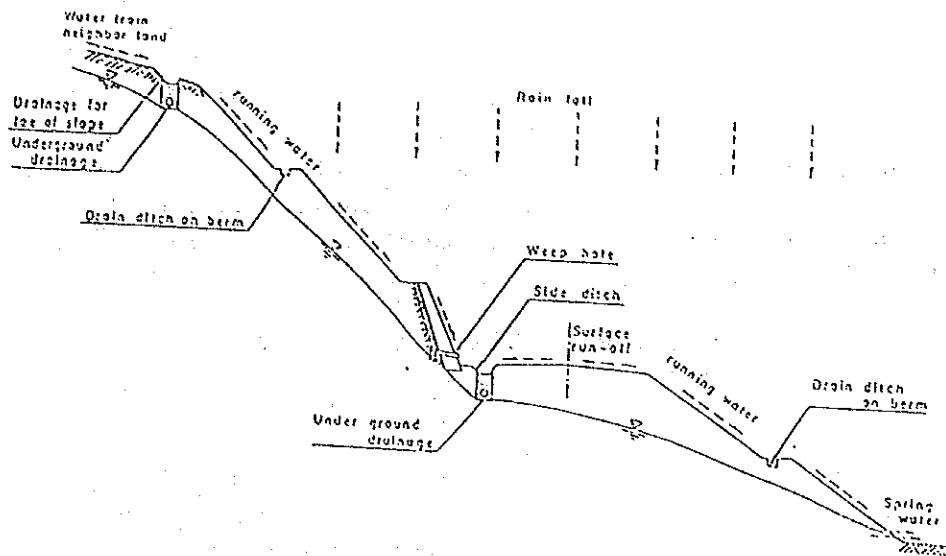 Water from
neighbor land
Drainage for
toe of slope
Underground
drainage
running water
Rain fall
Drain ditch on berm
Weep hole
Side ditch
Surface
run-off
running water
Drain ditch
on berm
Under ground
drainage
Spring
water